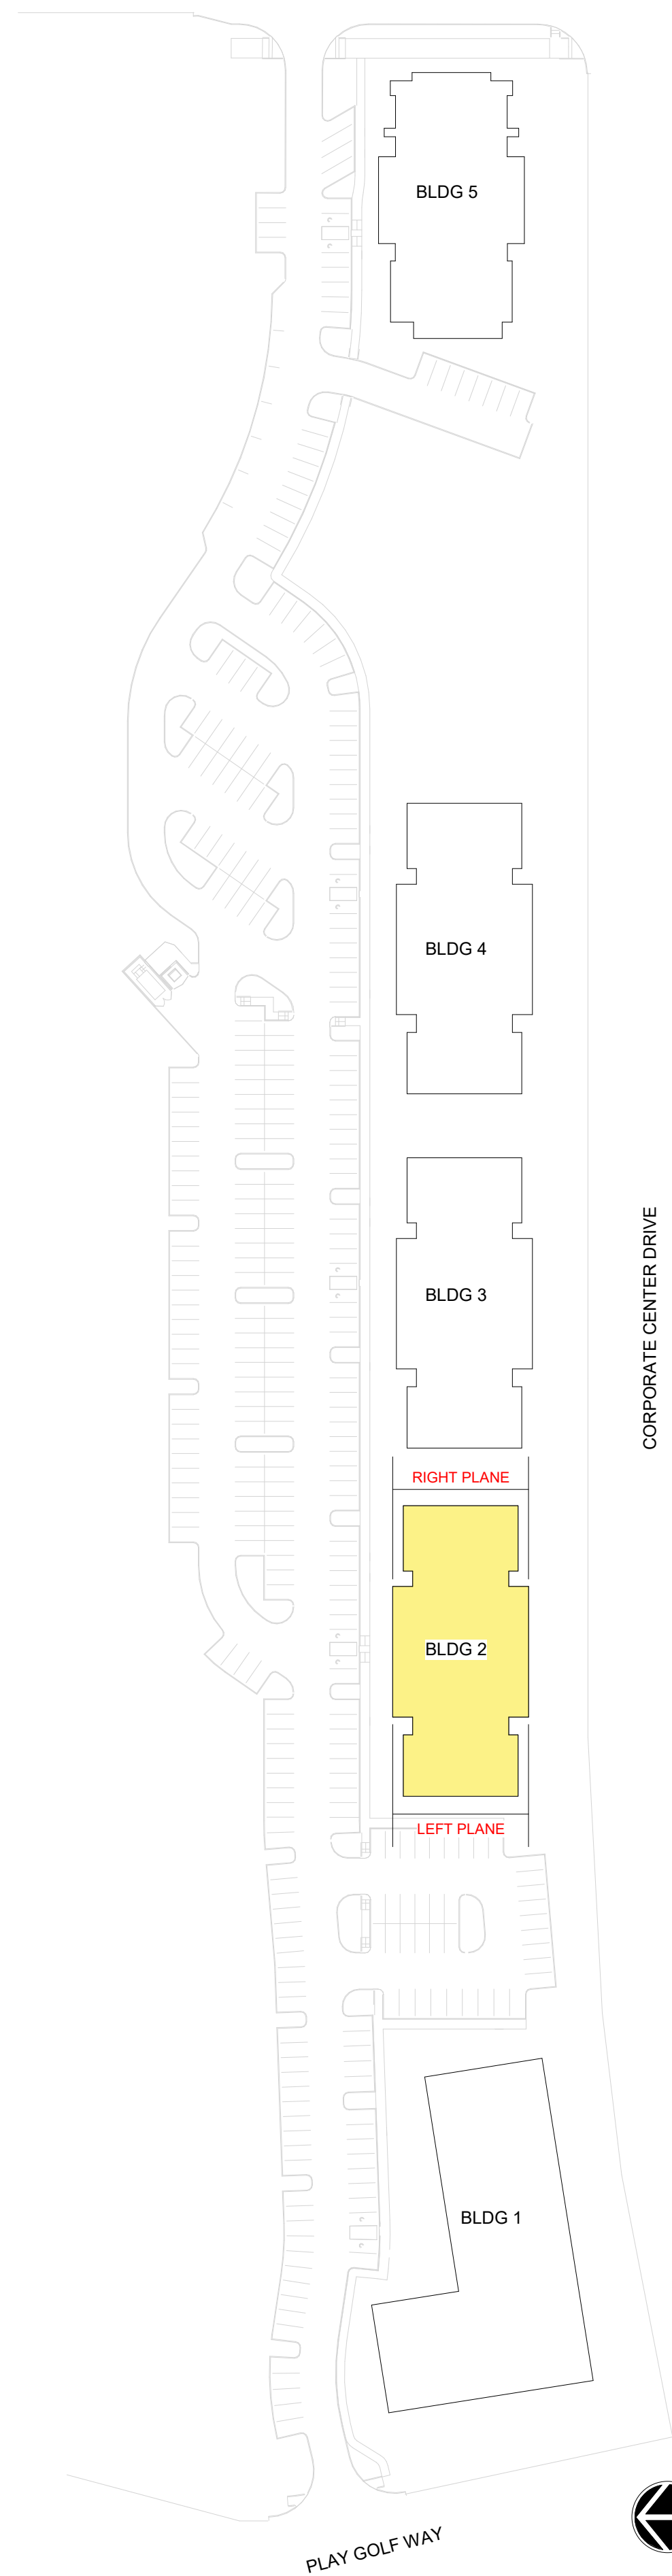 BLDG 5
BLDG 4
CORPORATE CENTER DRIVE
BLDG 3
RIGHT PLANE
BLDG 2
LEFT PLANE
BLDG 1
PLAY GOLF WAY